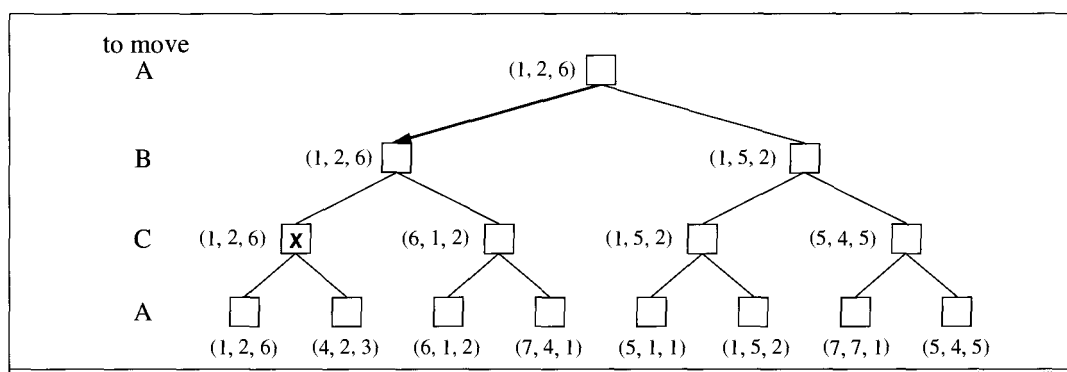 to move
A (1, 2, 6)
B (1, 2, 6) (1, 5, 2)
C (1, 2, 6) X (6, 1, 2) (1, 5, 2) (5, 4, 5)
A
(1, 2, 6) (4, 2, 3) (6, 1, 2) (7, 4, 1) (5, 1, 1) (1, 5, 2) (7, 7, 1) (5, 4, 5)